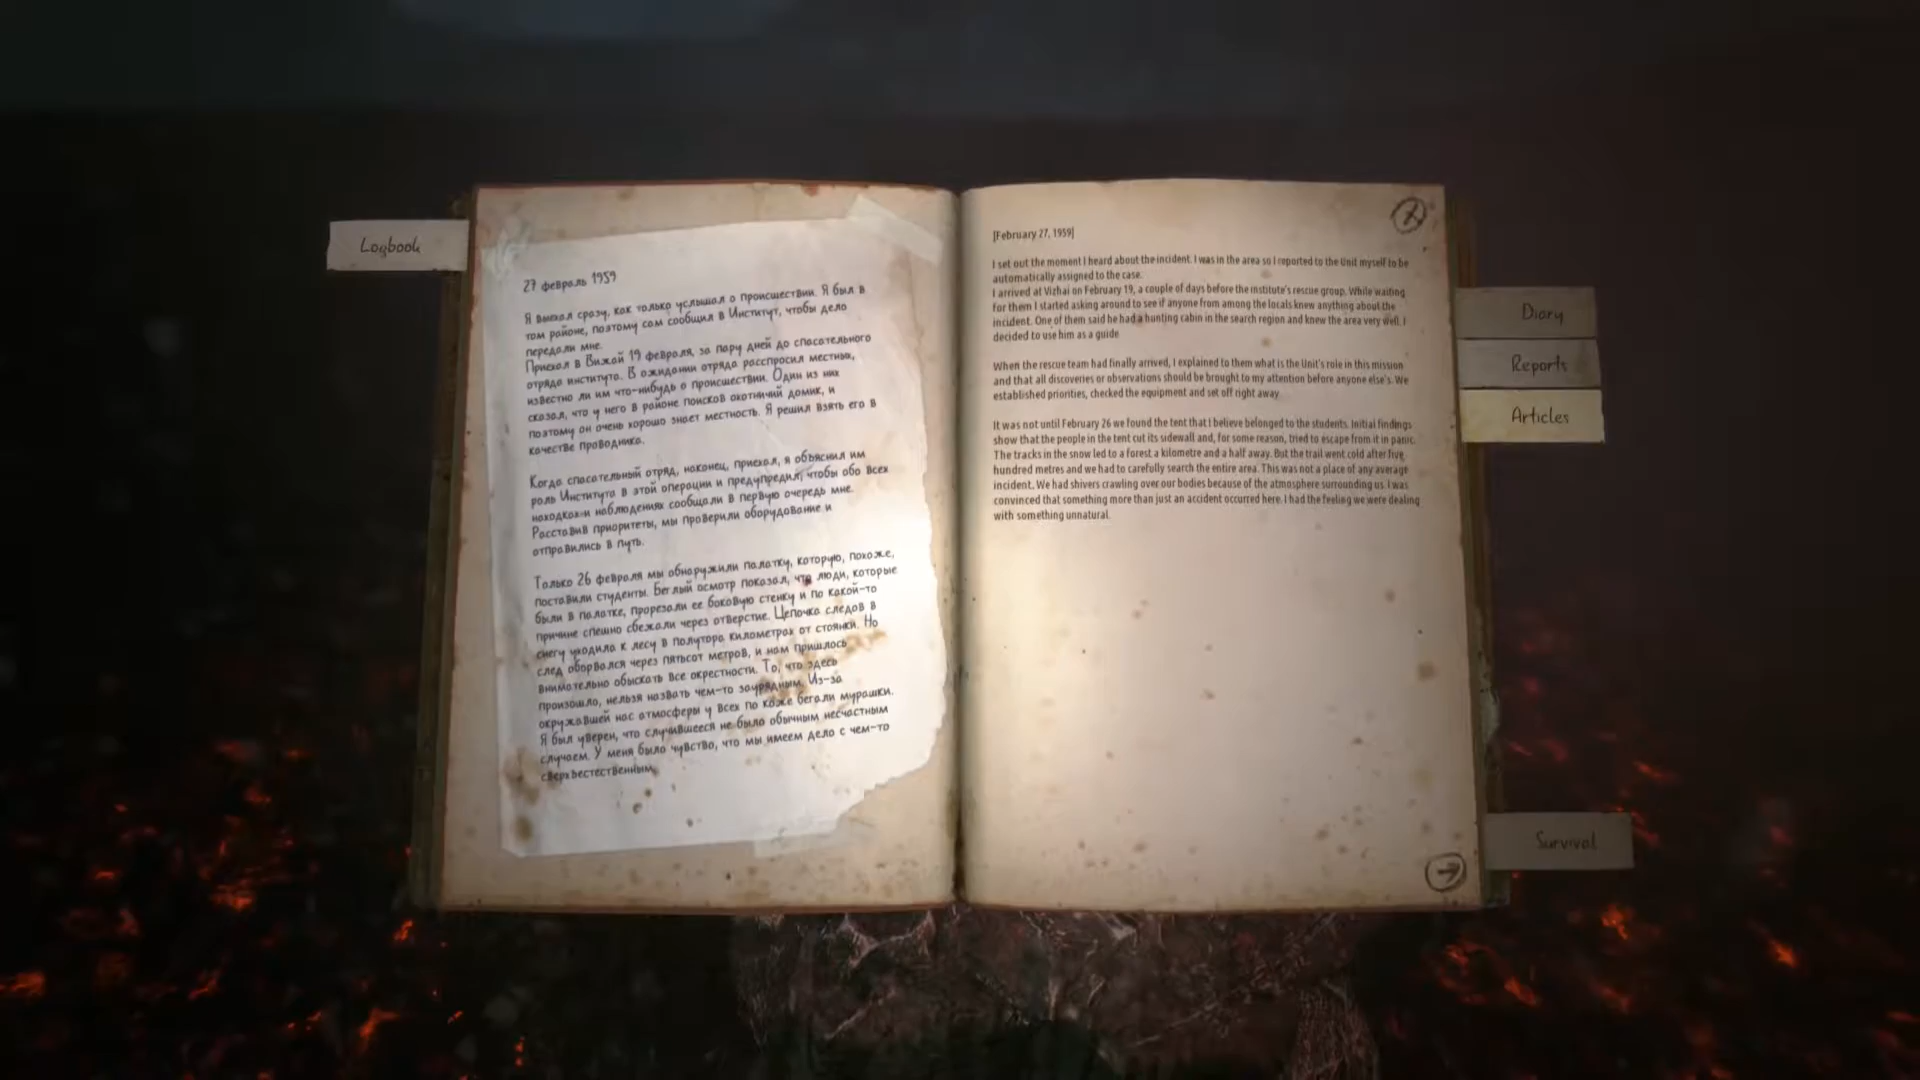 Logbook
27 февраль 1959
Я выехал сразу, как только услышал о происшествии. Я был в
том районе, поэтому сам сообщил в Институт, чтобы дело
передали мне.
Приехал в Вижай 19 февраля, за пару дней до спасательного
отряда института. В ожидании отряда расспросил местных,
известно ли им что-нибудь о происшествии. Один из них
сказал, что у него в районе поисков охотничий домик, и
поэтому он очень хорошо знает местность. Я решил взять его в
качестве проводника.
Когда спасательный отряд, наконец, приехал, я объяснил им
роль Института в этой операции и предупредил, чтобы обо всех
находках и наблюдениях сообщали в первую очередь мне.
Расставив приоритеты, мы проверили оборудование и
отправились в путь.
Только 26 февраля мы обнаружили палатку, которую, похоже,
поставили студенты. Беглый осмотр показал, что люди, которые
были в палатке, прорезали ее боковую стенку и по какой-то
причине спешно сбежали через отверстие. Цепочка следов в
снегу уходила к лесу в полутора километрах от стоянки. Но
след оборвался через пятьсот метров, и нам пришлось
внимательно обыскать все окрестности. То, что здесь
произошло, нельзя назвать чем-то заурядным. Из-за
окружавшей нас атмосферы у всех по коже бегали мурашки.
Я был уверен, что случившееся не было обычным несчастным
случаем. У меня было чувство, что мы имеем дело с чем-то
сверхъестественным.
[February 27, 1959]
I set out the moment I heard about the incident. I was in the area so I reported to the Unit myself to be
automatically assigned to the case.
I arrived at Vizhai on February 19, a couple of days before the institute's rescue group. While waiting
for them I started asking around to see if anyone from among the locals knew anything about the
incident. One of them said he had a hunting cabin in the search region and knew the area very well. I
decided to use him as a guide.
When the rescue team had finally arrived, I explained to them what is the Unit's role in this mission
and that all discoveries or observations should be brought to my attention before anyone else's. We
established priorities, checked the equipment and set off right away.
It was not until February 26 we found the tent that I believe belonged to the students. Initial findings
show that the people in the tent cut its sidewall and, for some reason, tried to escape from it in panic.
The tracks in the snow led to a forest a kilometre and a half away. But the trail went cold after five
hundred metres and we had to carefully search the entire area. This was not a place of any average
incident. We had shivers crawling over our bodies because of the atmosphere surrounding us. I was
convinced that something more than just an accident occurred here. I had the feeling we were dealing
with something unnatural.
Diary
Reports
Articles
Survival